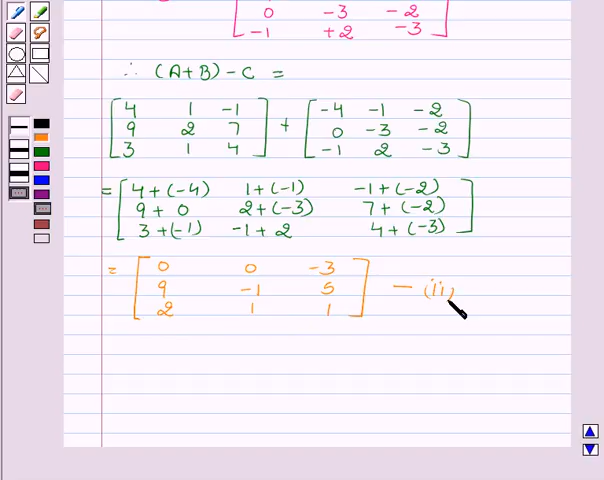 0 -3 -2
-1 +2 -3
∴ (A+B)-C =
[4 1 -1] [-4 -1 -2]
[9 2 7] + [0 -3 -2]
[3 1 4] [-1 2 -3]
= [4+(-4) 1+(-1) -1+(-2)]
[9+0 2+(-3) 7+(-2)]
[3+(-1) -1+2 4+(-3)]
= [0 0 -3]
[9 -1 5] — (ii)
[2 1 1]